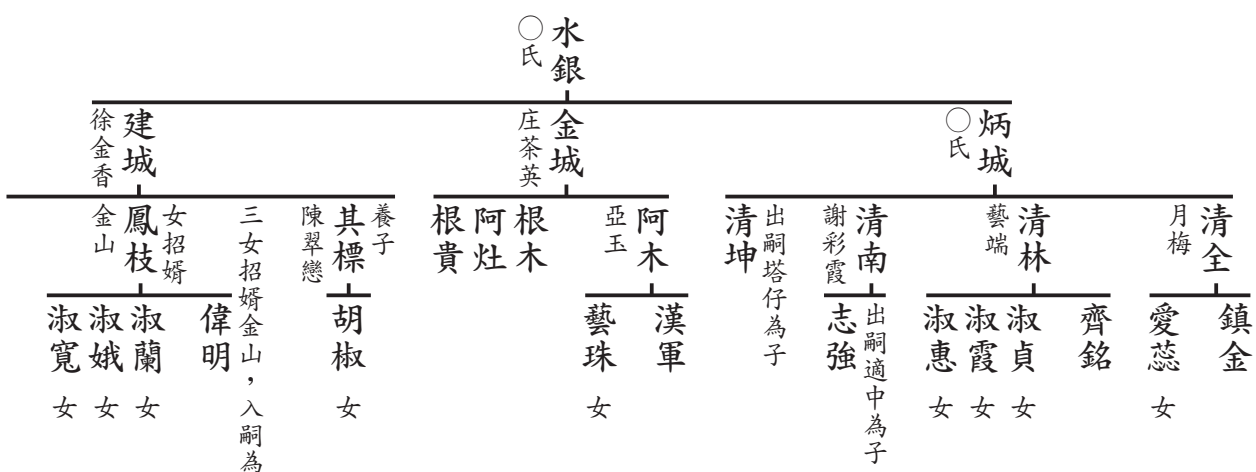 水銀
○氏
炳城
○氏
金城
庄茶英
建城
徐金香
清全
月梅
清林
藝端
清南
謝彩霞
出嗣塔仔為子
清坤
阿木
亞玉
根木
阿灶
根貴
養子
其標
陳翠戀
三女招婿金山，入嗣為
女招婿
鳳枝
金山
鎮金
愛蕊 女
齊銘
淑貞 女
淑霞 女
淑惠 女
出嗣適中為子
志強
漢軍
藝珠 女
胡椒 女
偉明
淑蘭 女
淑娥 女
淑寬 女